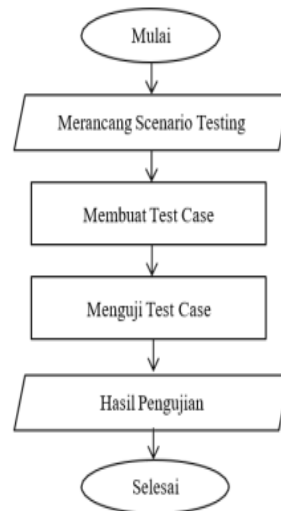 Mulai
Merancang Scenario Testing
Membuat Test Case
Menguji Test Case
Hasil Pengujian
Selesai